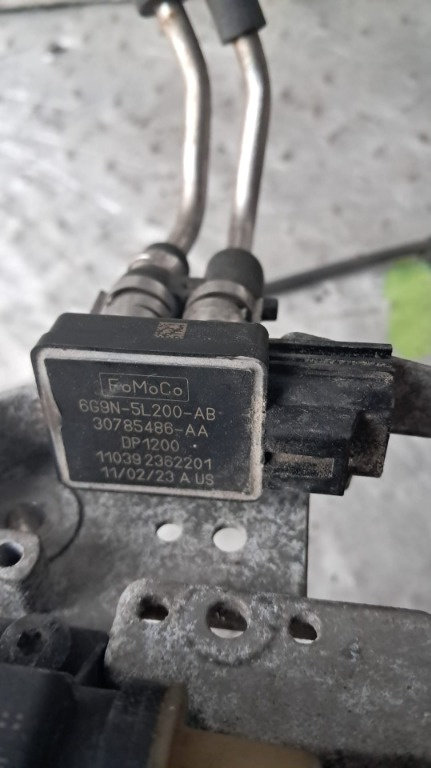 FoMoCo
6G9N-5L200-AB
30785486-AA
DP1200
11039 2362201
11/02/23 A US